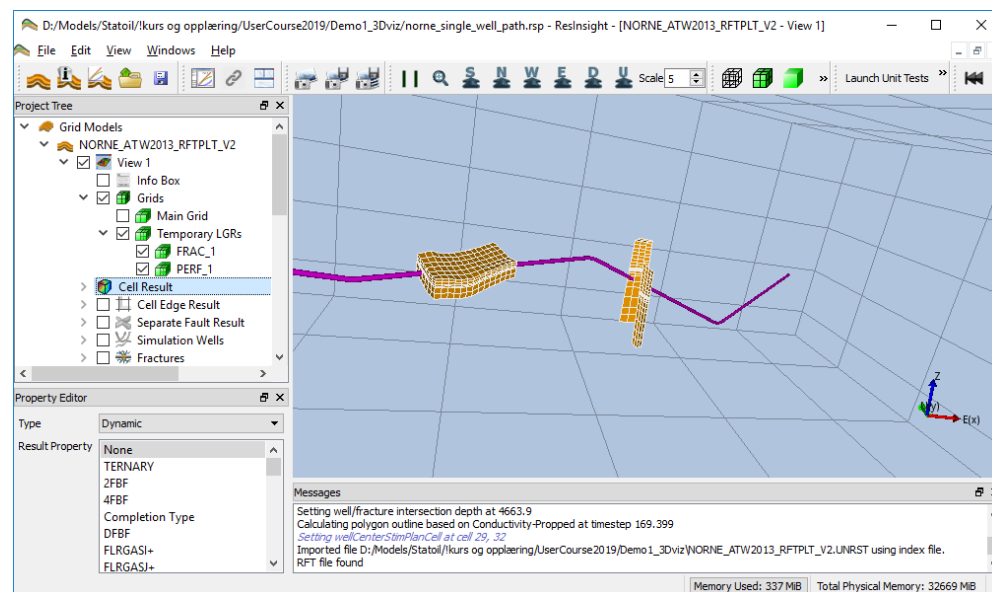 D:/Models/Statoil/!kurs og opplæring/UserCourse2019/Demo1_3Dviz/norne_single_well_path.rsp - ResInsight - [NORNE_ATW2013_RFTPLT_V2 - View 1]
File Edit View Windows Help
S N W E D U Scale 5 » Launch Unit Tests »
Project Tree
Grid Models
NORNE_ATW2013_RFTPLT_V2
View 1
Info Box
Grids
Main Grid
Temporary LGRs
FRAC_1
PERF_1
Cell Result
Cell Edge Result
Separate Fault Result
Simulation Wells
Fractures
Z
E(x)
Property Editor
Type Dynamic
Result Property None
TERNARY
2FBF
4FBF
Completion Type
DFBF
FLRGASI+
FLRGASJ+
Messages
Setting well/fracture intersection depth at 4663.9
Calculating polygon outline based on Conductivity-Propped at timestep 169.399
Setting wellCenterStimPlanCell at cell 29, 32
Imported file D:/Models/Statoil/!kurs og opplæring/UserCourse2019/Demo1_3Dviz\NORNE_ATW2013_RFTPLT_V2.UNRST using index file.
RFT file found
Memory Used: 337 MiB Total Physical Memory: 32669 MiB